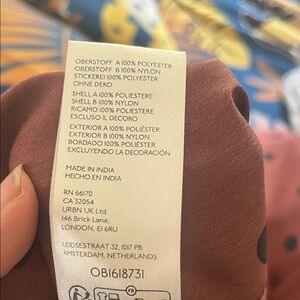 OBERSTOFF A 100% POLYESTER
OBERSTOFF B 100% NYLON
STICKEREI 100% POLYESTER
OHNE DEKO
SHELL A 100% POLIESTERE
SHELL B 100% NYLON
RICAMO 100% POLIESTERE
ESCLUSO IL DECORO
EXTERIOR A 100% POLIÉSTER
EXTERIOR B 100% NYLON
BORDADO 100% POLIÉSTER
EXCLUYENDO LA DECORACIÓN
MADE IN INDIA
HECHO EN INDIA
RN 66170
CA 32054
URBN UK Ltd.
146 Brick Lane,
LONDON, E1 6RU
LEIDSESTRAAT 32, 1017 PB
AMSTERDAM, NETHERLANDS
OB1618731
FR